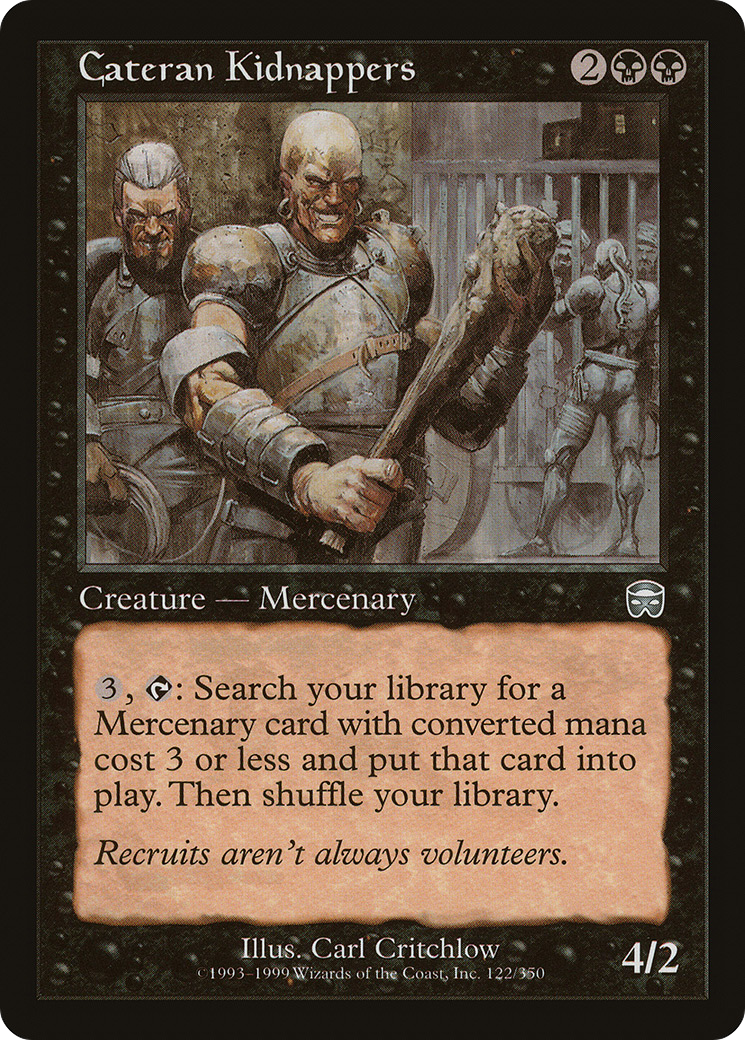 Cateran Kidnappers 2
Creature — Mercenary
3, : Search your library for a
Mercenary card with converted mana
cost 3 or less and put that card into
play. Then shuffle your library.
Recruits aren't always volunteers.
Illus. Carl Critchlow
©1993–1999 Wizards of the Coast, Inc. 122/350
4/2